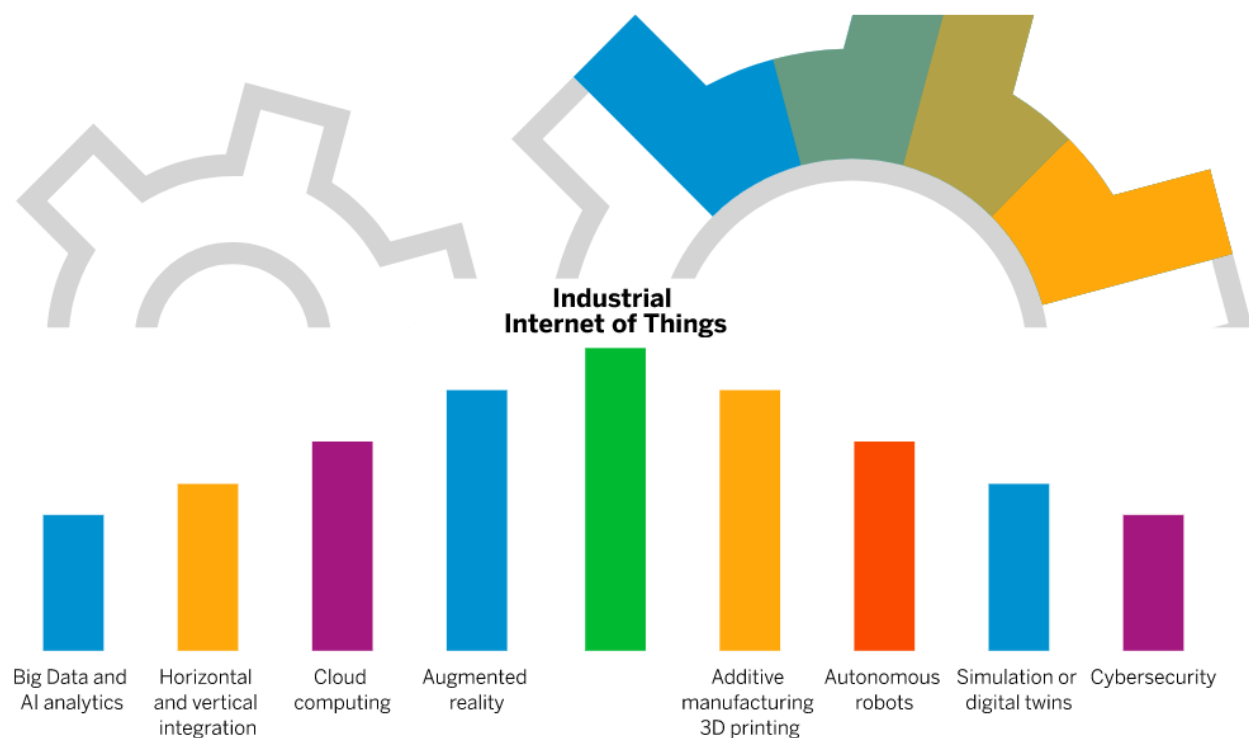 Industrial
Internet of Things
Big Data and
AI analytics
Horizontal
and vertical
integration
Cloud
computing
Augmented
reality
Additive
manufacturing
3D printing
Autonomous
robots
Simulation or
digital twins
Cybersecurity